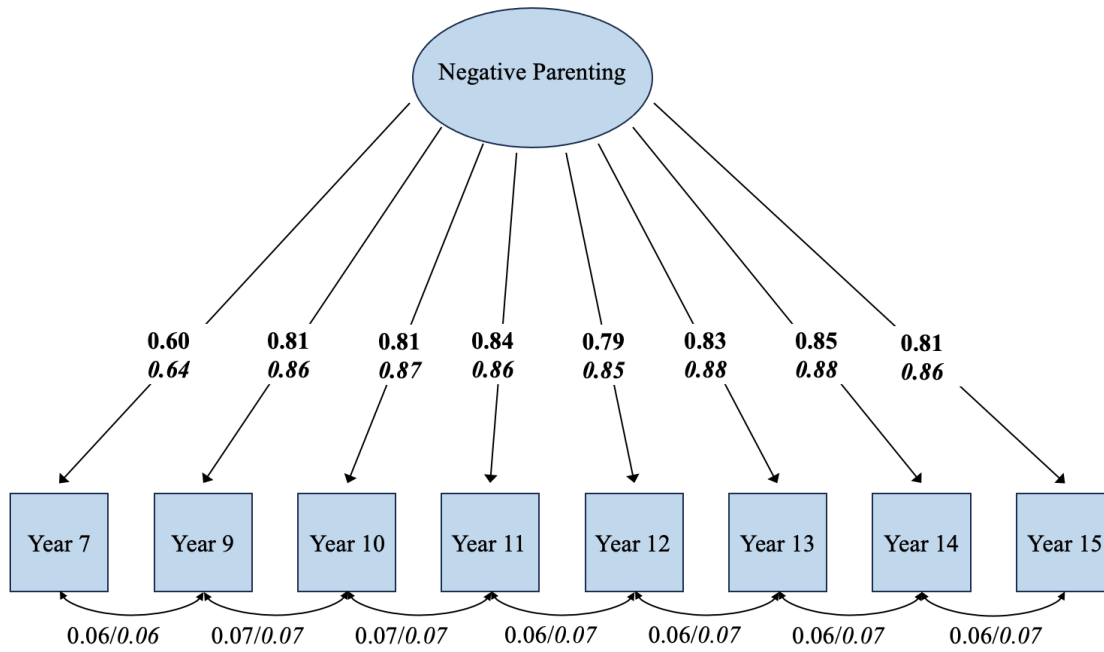 Negative Parenting
0.60 0.81 0.81 0.84 0.79 0.83 0.85 0.81
0.64 0.86 0.87 0.86 0.85 0.88 0.88 0.86
Year 7 Year 9 Year 10 Year 11 Year 12 Year 13 Year 14 Year 15
0.06/0.06 0.07/0.07 0.07/0.07 0.06/0.07 0.06/0.07 0.06/0.07 0.06/0.07